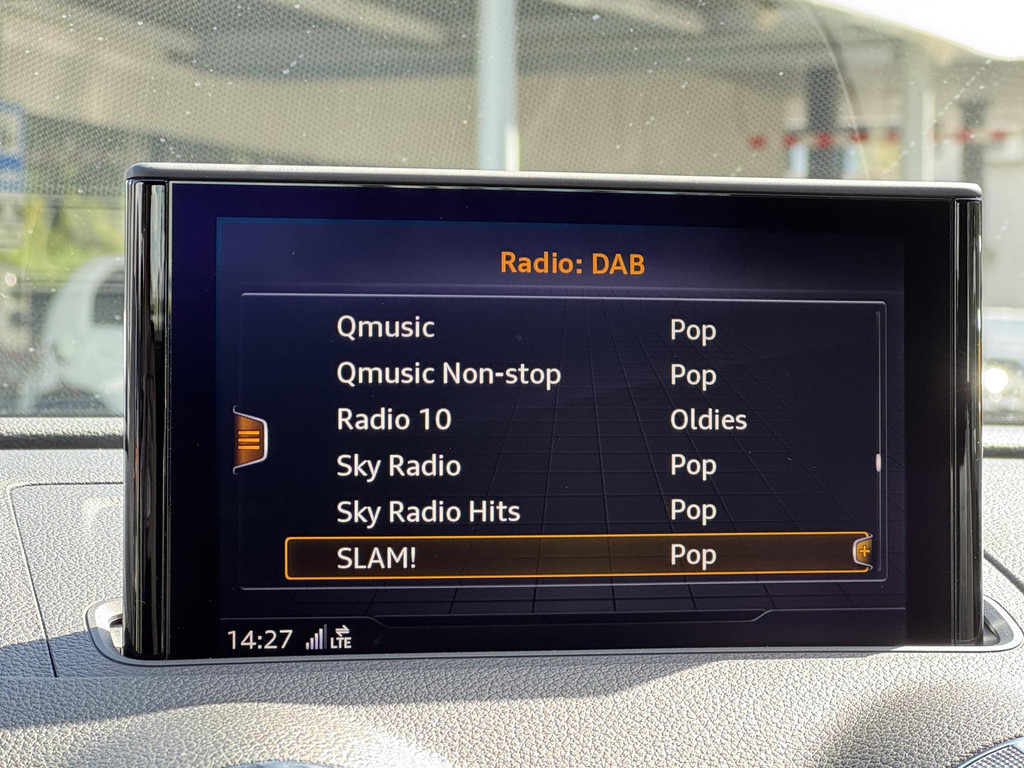 Radio: DAB
Qmusic Pop
Qmusic Non-stop Pop
Radio 10 Oldies
Sky Radio Pop
Sky Radio Hits Pop
SLAM! Pop
14:27 LTE